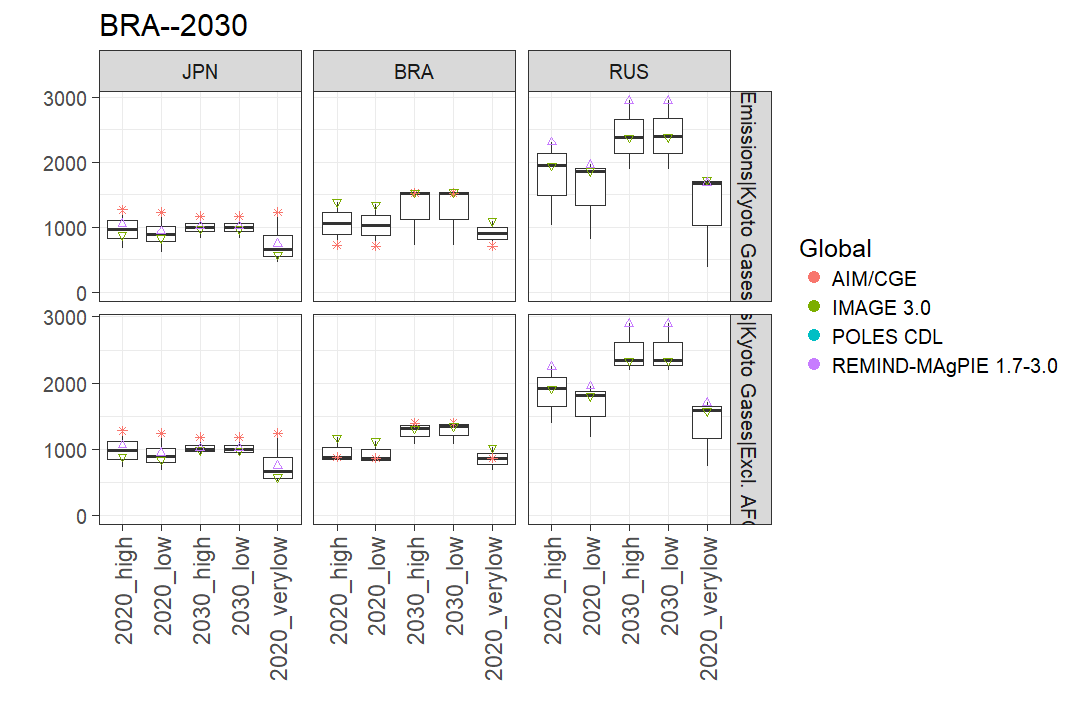 BRA--2030
JPN
BRA
RUS
3000
2000
1000
0
Emissions|Kyoto Gases
3000
2000
1000
0
s|Kyoto Gases|Excl. AFO
2020_high
2020_low
2030_high
2030_low
2020_verylow
2020_high
2020_low
2030_high
2030_low
2020_verylow
2020_high
2020_low
2030_high
2030_low
2020_verylow
Global
AIM/CGE
IMAGE 3.0
POLES CDL
REMIND-MAgPIE 1.7-3.0